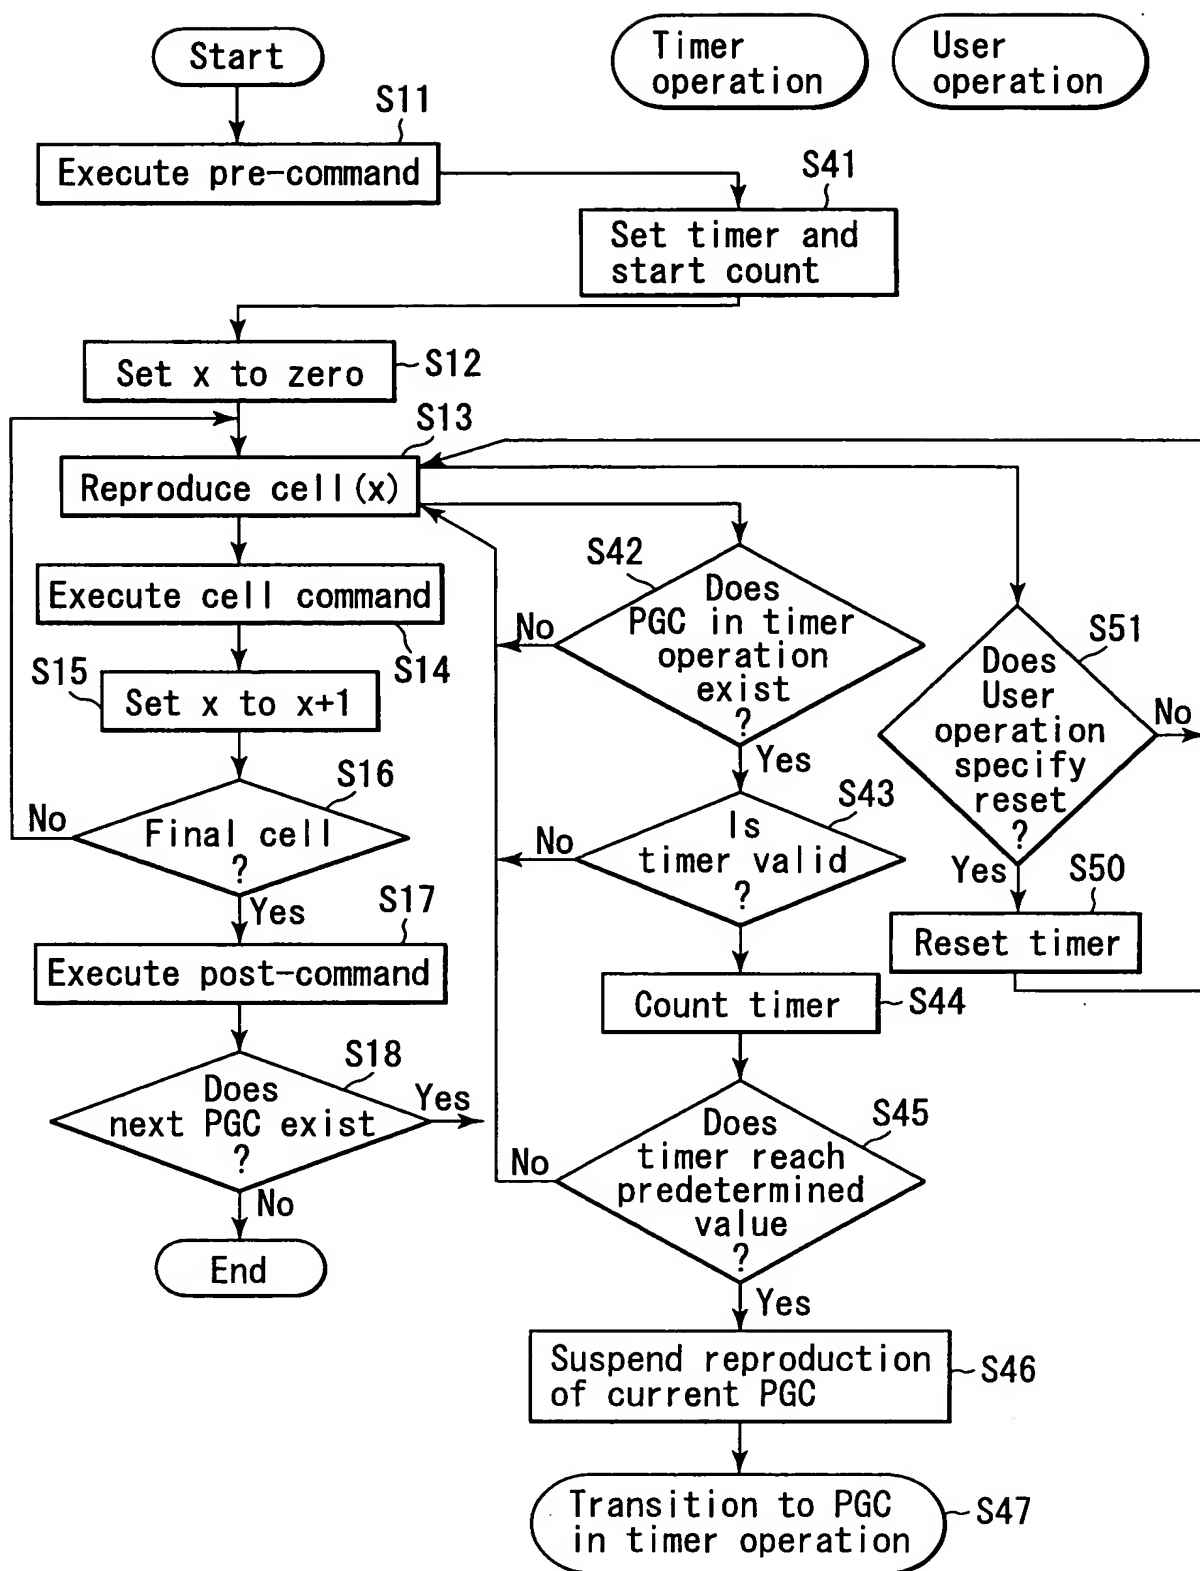 Start
Timer
operation
User
operation
S11
Execute pre-command
S41
Set timer and
start count
Set x to zero
S12
S13
Reproduce cell(x)
Execute cell command
S14
S15
Set x to x+1
S16
Final cell
?
No
Yes
S17
Execute post-command
S18
Does
next PGC exist
?
Yes
No
End
S42
Does
PGC in timer
operation
exist
?
No
Yes
S43
Is
timer valid
?
No
Count timer
S44
S45
Does
timer reach
predetermined
value
?
No
Yes
Suspend reproduction
of current PGC
S46
Transition to PGC
in timer operation
S47
S51
Does
User
operation
specify
reset
?
No
Yes
S50
Reset timer